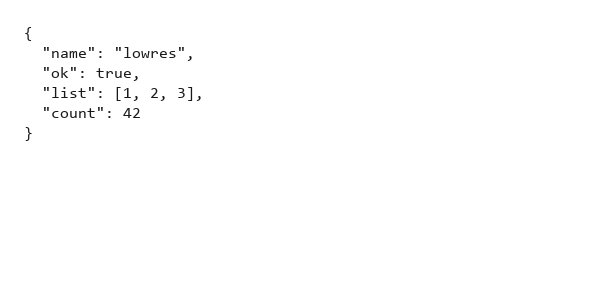 {
  "name": "lowres",
  "ok": true,
  "list": [1, 2, 3],
  "count": 42
}